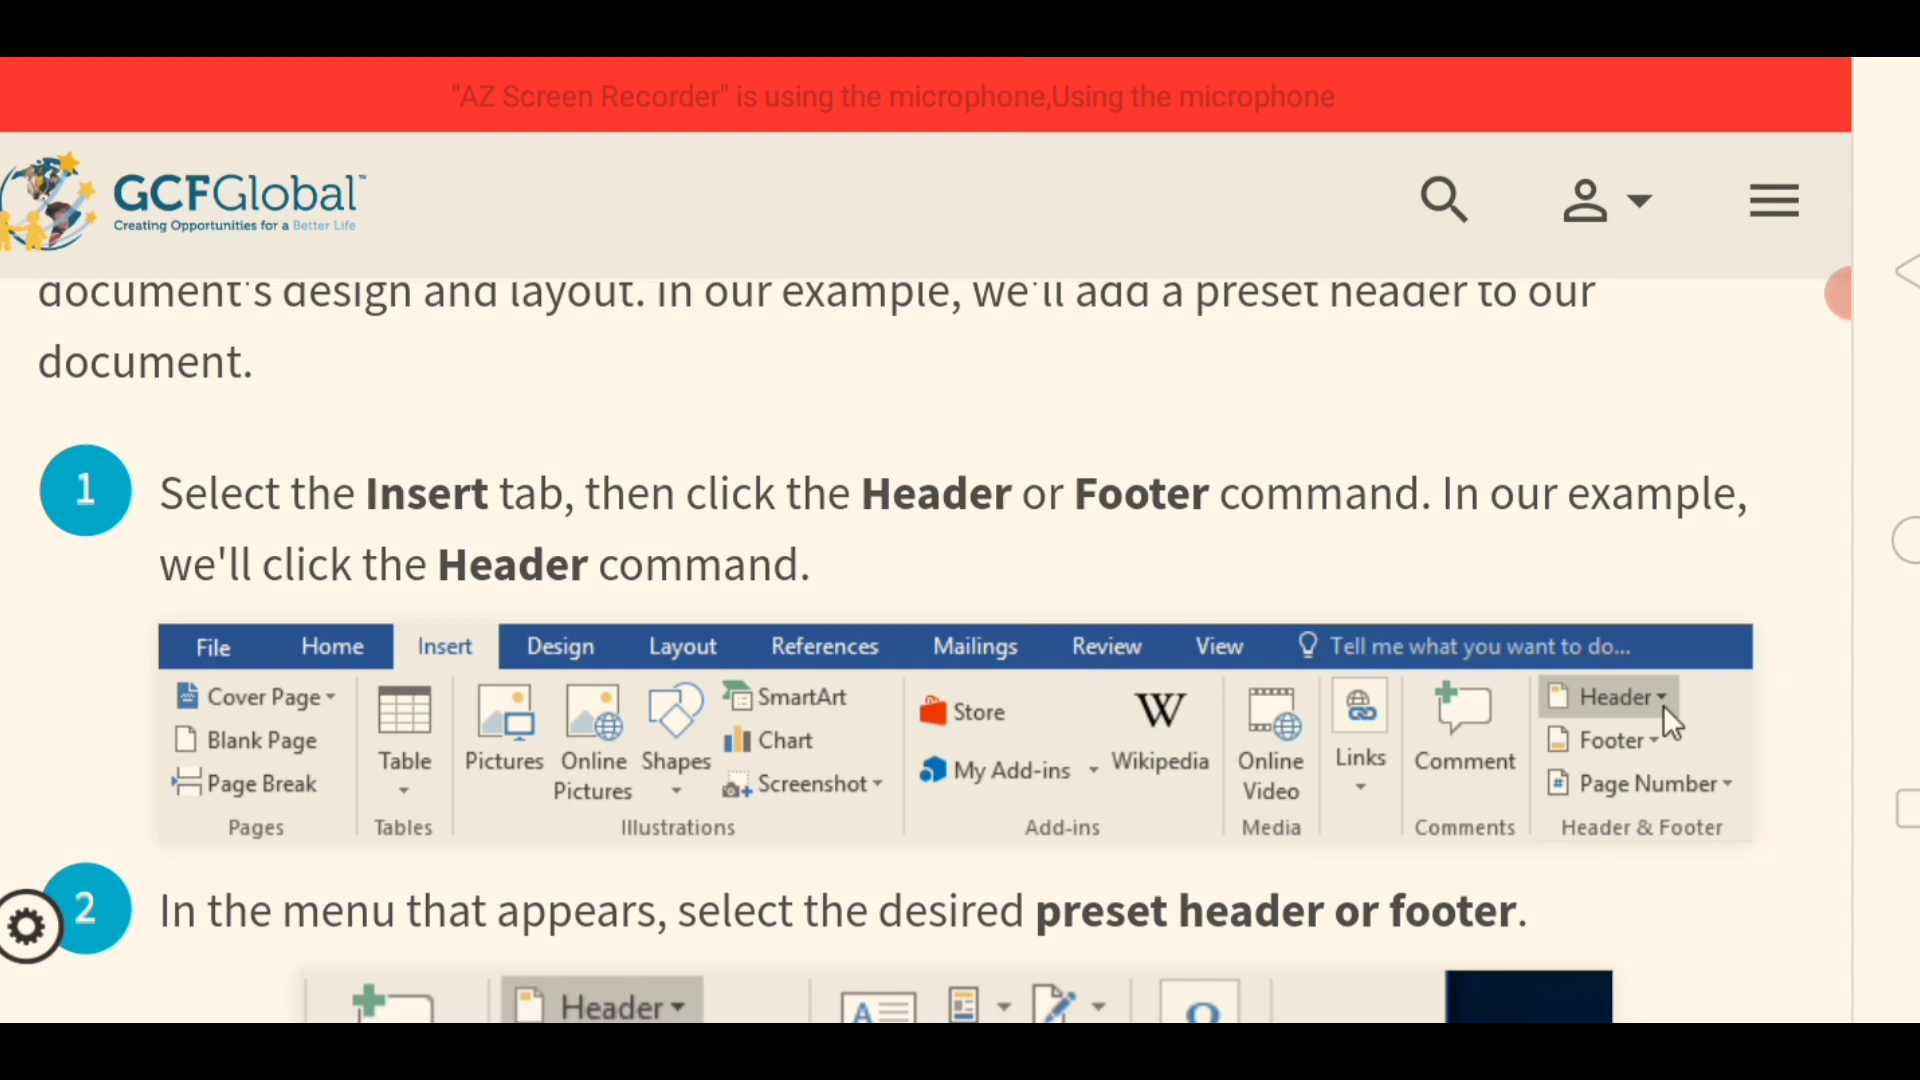 "AZ Screen Recorder" is using the microphone,Using the microphone
GCFGlobal™
Creating Opportunities for a Better Life
document's design and layout. In our example, we'll add a preset header to our
document.
1
Select the Insert tab, then click the Header or Footer command. In our example,
we'll click the Header command.
File Home Insert Design Layout References Mailings Review View Tell me what you want to do...
Cover Page
Blank Page
Page Break
Pages
Table
Tables
Pictures
Online
Pictures
Shapes
SmartArt
Chart
Screenshot
Illustrations
Store
My Add-ins
Wikipedia
W
Add-ins
Online
Video
Media
Links
Comment
Comments
Header
Footer
# Page Number
Header & Footer
2
In the menu that appears, select the desired preset header or footer.
Header
A